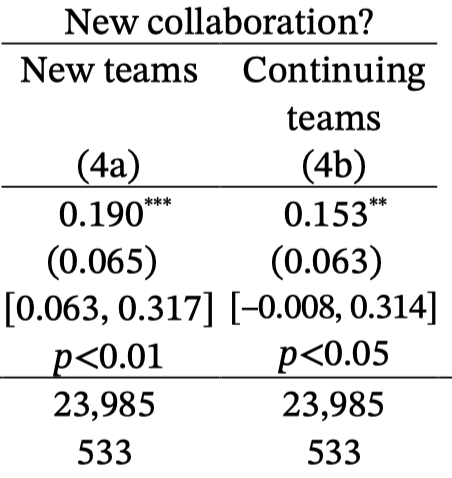 New collaboration?
New teams Continuing
teams
(4a) (4b)
0.190*** 0.153**
(0.065) (0.063)
[0.063, 0.317] [−0.008, 0.314]
p<0.01 p<0.05
23,985 23,985
533 533